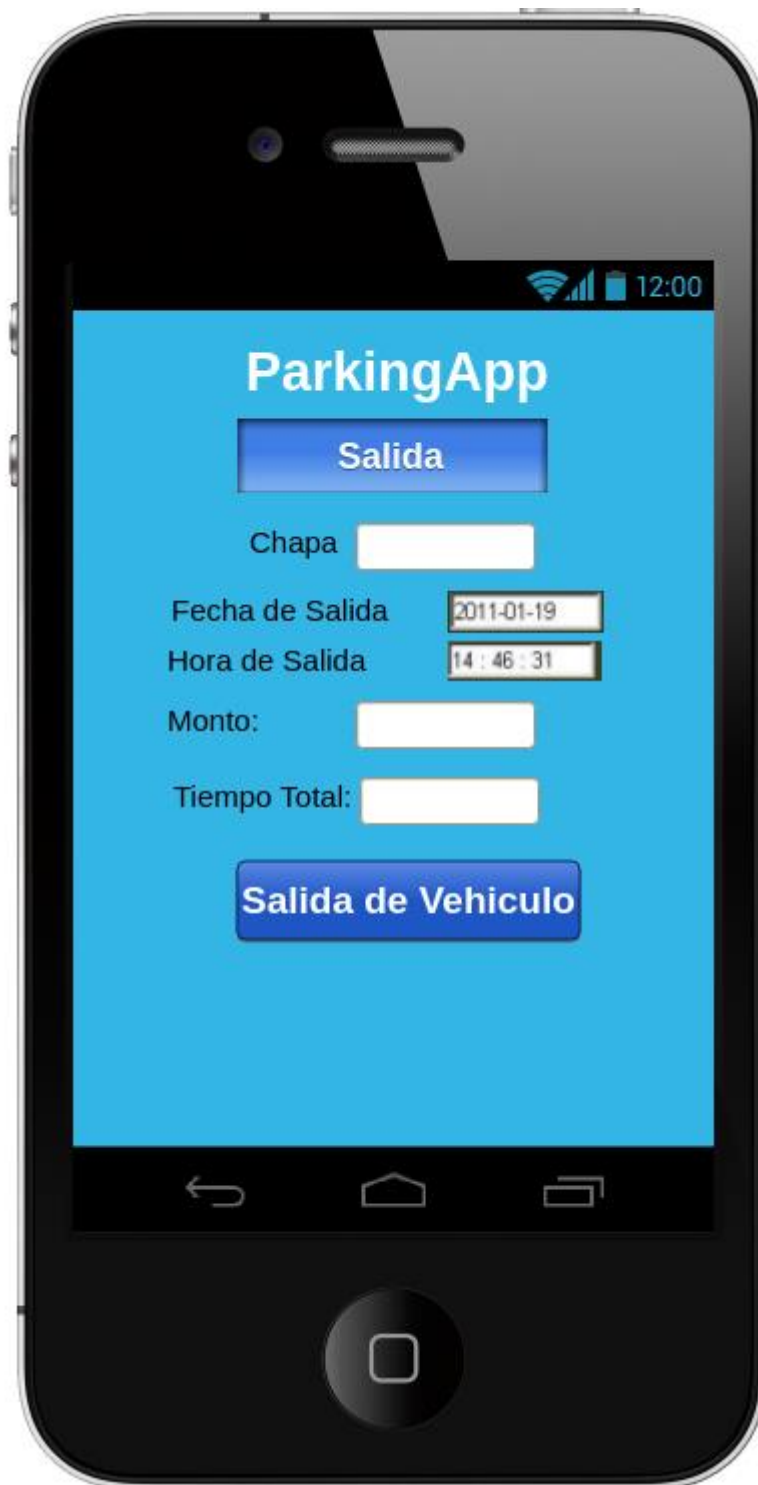 12:00
ParkingApp
Salida
Chapa
Fecha de Salida 2011-01-19
Hora de Salida 14 : 46 : 31
Monto:
Tiempo Total:
Salida de Vehiculo